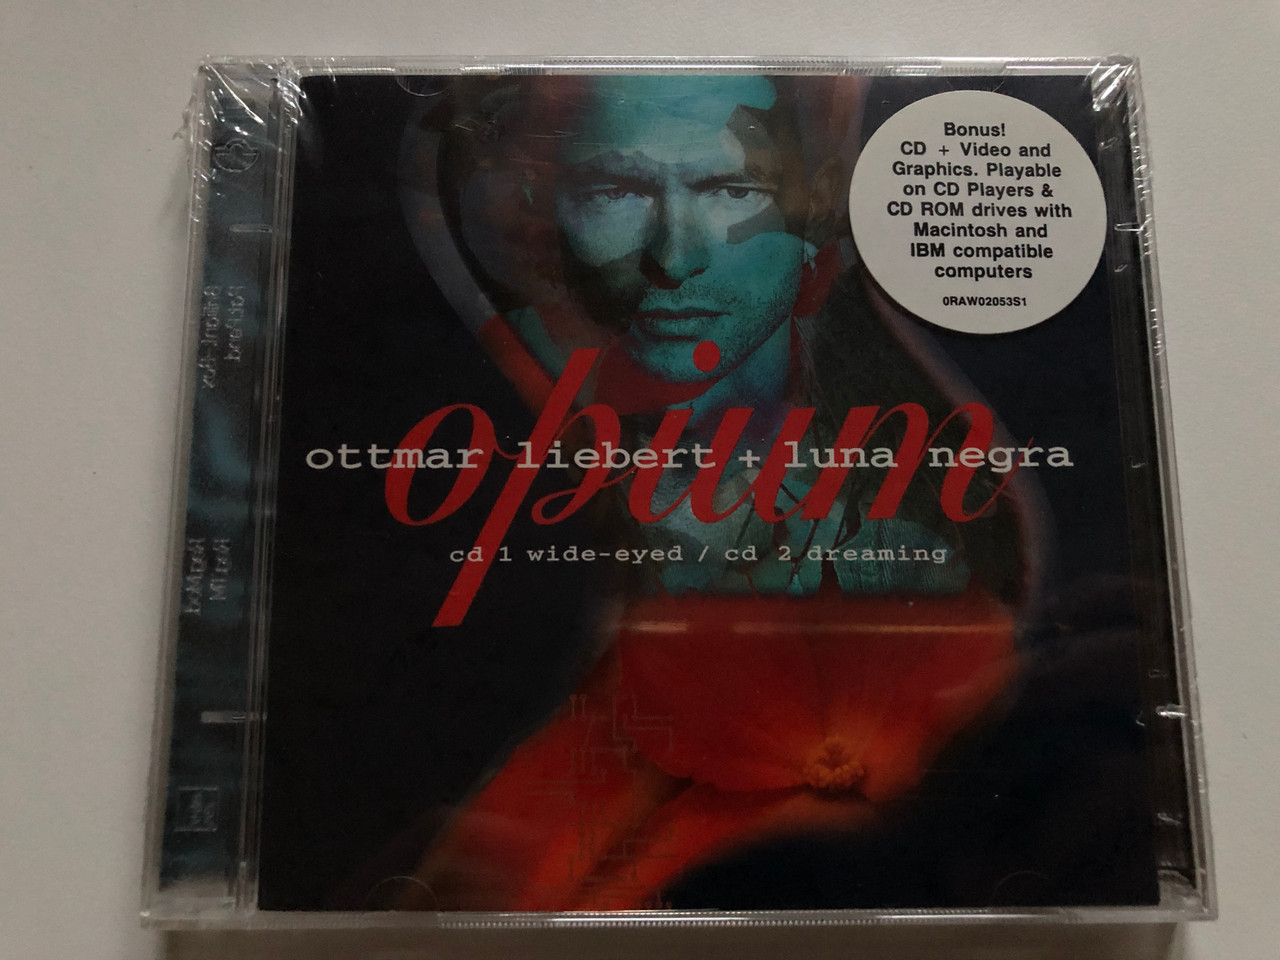 Bonus!
CD + Video and
Graphics. Playable
on CD Players &
CD ROM drives with
Macintosh and
IBM compatible
computers
0RAW02053S1
opium
ottmar liebert + luna negra
cd 1 wide-eyed / cd 2 dreaming